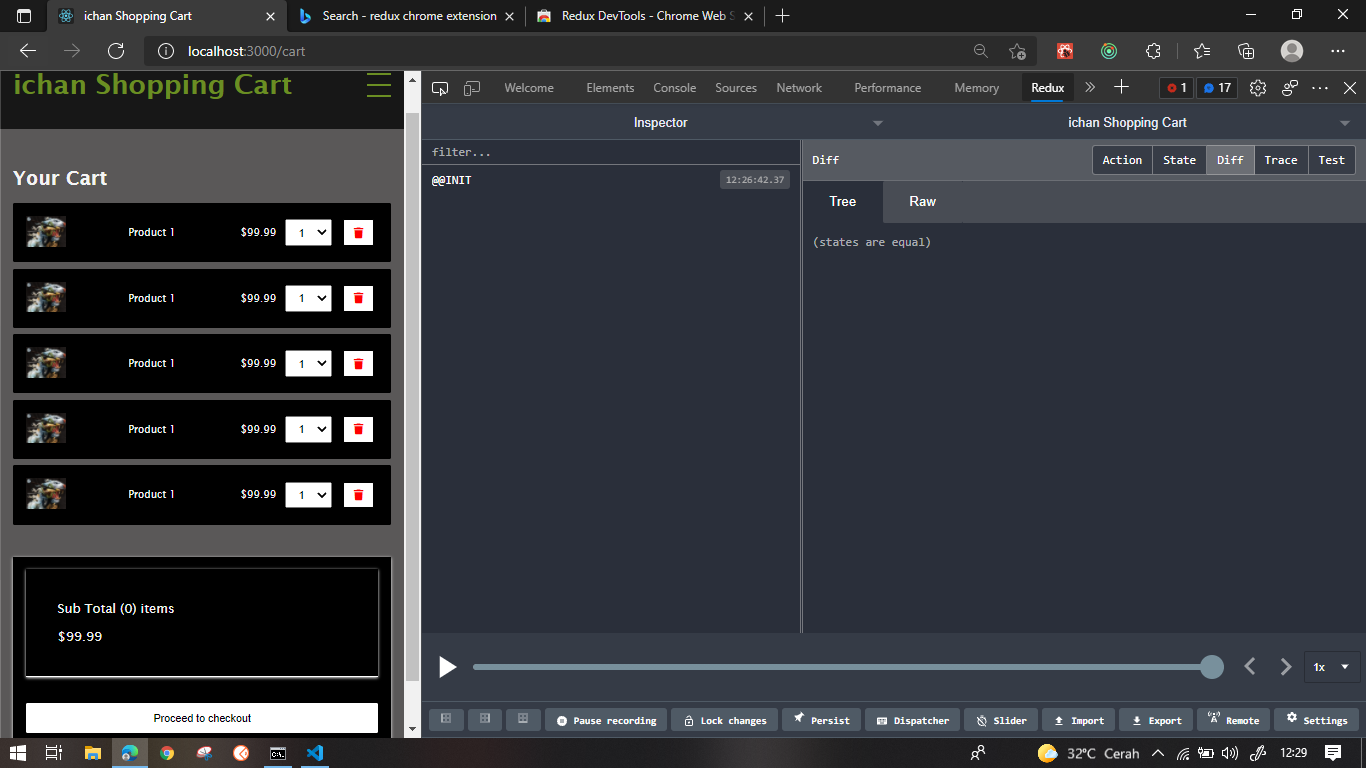 ichan Shopping Cart
Search - redux chrome extension
Redux DevTools - Chrome Web S
localhost:3000/cart
ichan Shopping Cart
Your Cart
Product 1 $99.99 1
Product 1 $99.99 1
Product 1 $99.99 1
Product 1 $99.99 1
Product 1 $99.99 1
Sub Total (0) items
$99.99
Proceed to checkout
Welcome Elements Console Sources Network Performance Memory Redux 1 17
Inspector
ichan Shopping Cart
filter...
@@INIT 12:26:42.37
Diff
Action State Diff Trace Test
Tree Raw
(states are equal)
1x
Pause recording Lock changes Persist Dispatcher Slider Import Export Remote Settings
32°C Cerah 12:29